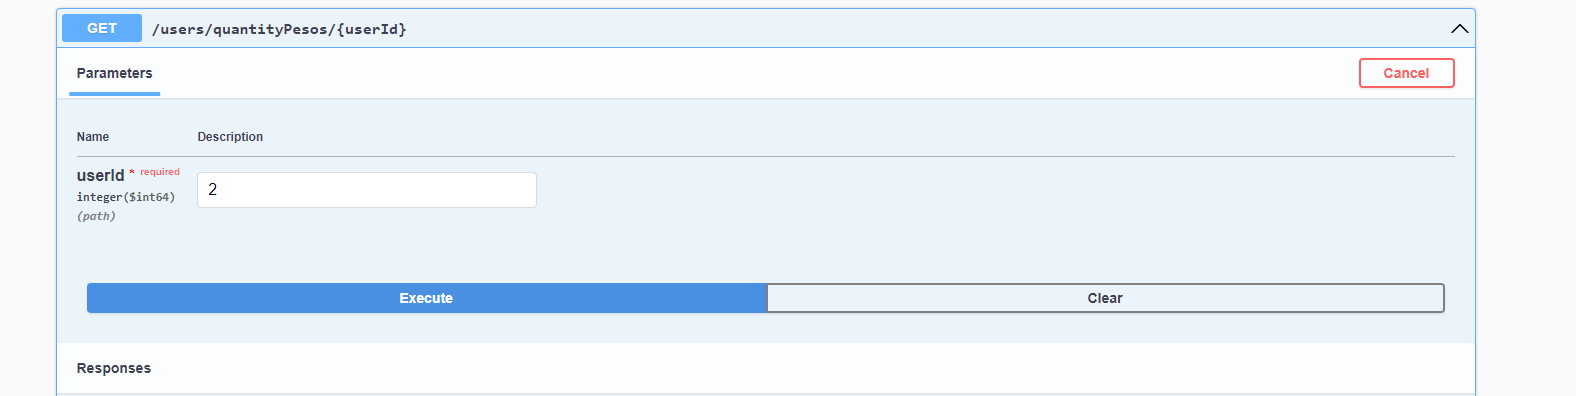 GET /users/quantityPesos/{userId}
Parameters
Cancel
Name Description
userId * required
integer($int64)
(path)
2
Execute Clear
Responses